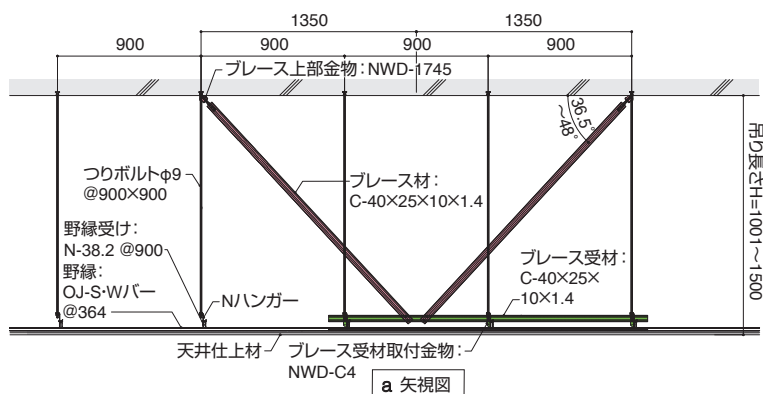 1350
1350
900
900
900
900
ブレース上部金物：NWD-1745
36.5°
～48°
つりボルトφ9
@900×900
ブレース材：
C-40×25×10×1.4
吊り長さH=1001～1500
野縁受け：
N-38.2 @900
野縁：
OJ-S・Wバー
@364
Nハンガー
ブレース受材：
C-40×25×
10×1.4
天井仕上材
ブレース受材取付金物：
NWD-C4
a 矢視図